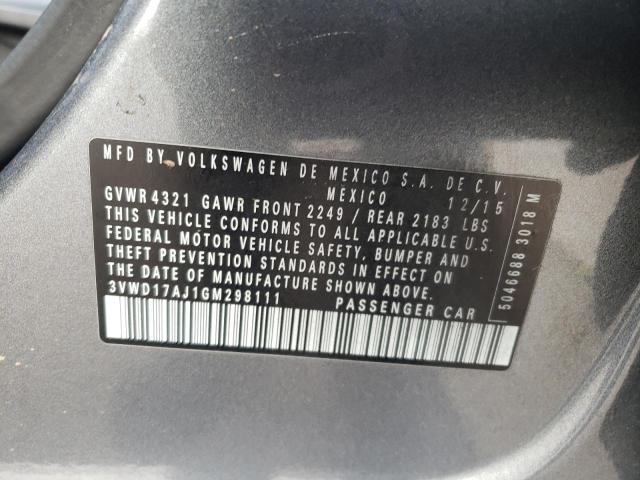 MFD BY VOLKSWAGEN DE MEXICO S.A. DE C.V.
MEXICO 12/15
GVWR 4321 GAWR FRONT 2249 / REAR 2183 LBS
THIS VEHICLE CONFORMS TO ALL APPLICABLE U.S.
FEDERAL MOTOR VEHICLE SAFETY, BUMPER AND
THEFT PREVENTION STANDARDS IN EFFECT ON
THE DATE OF MANUFACTURE SHOWN ABOVE.
3VWD17AJ1GM298111 PASSENGER CAR
5046688 3018 M